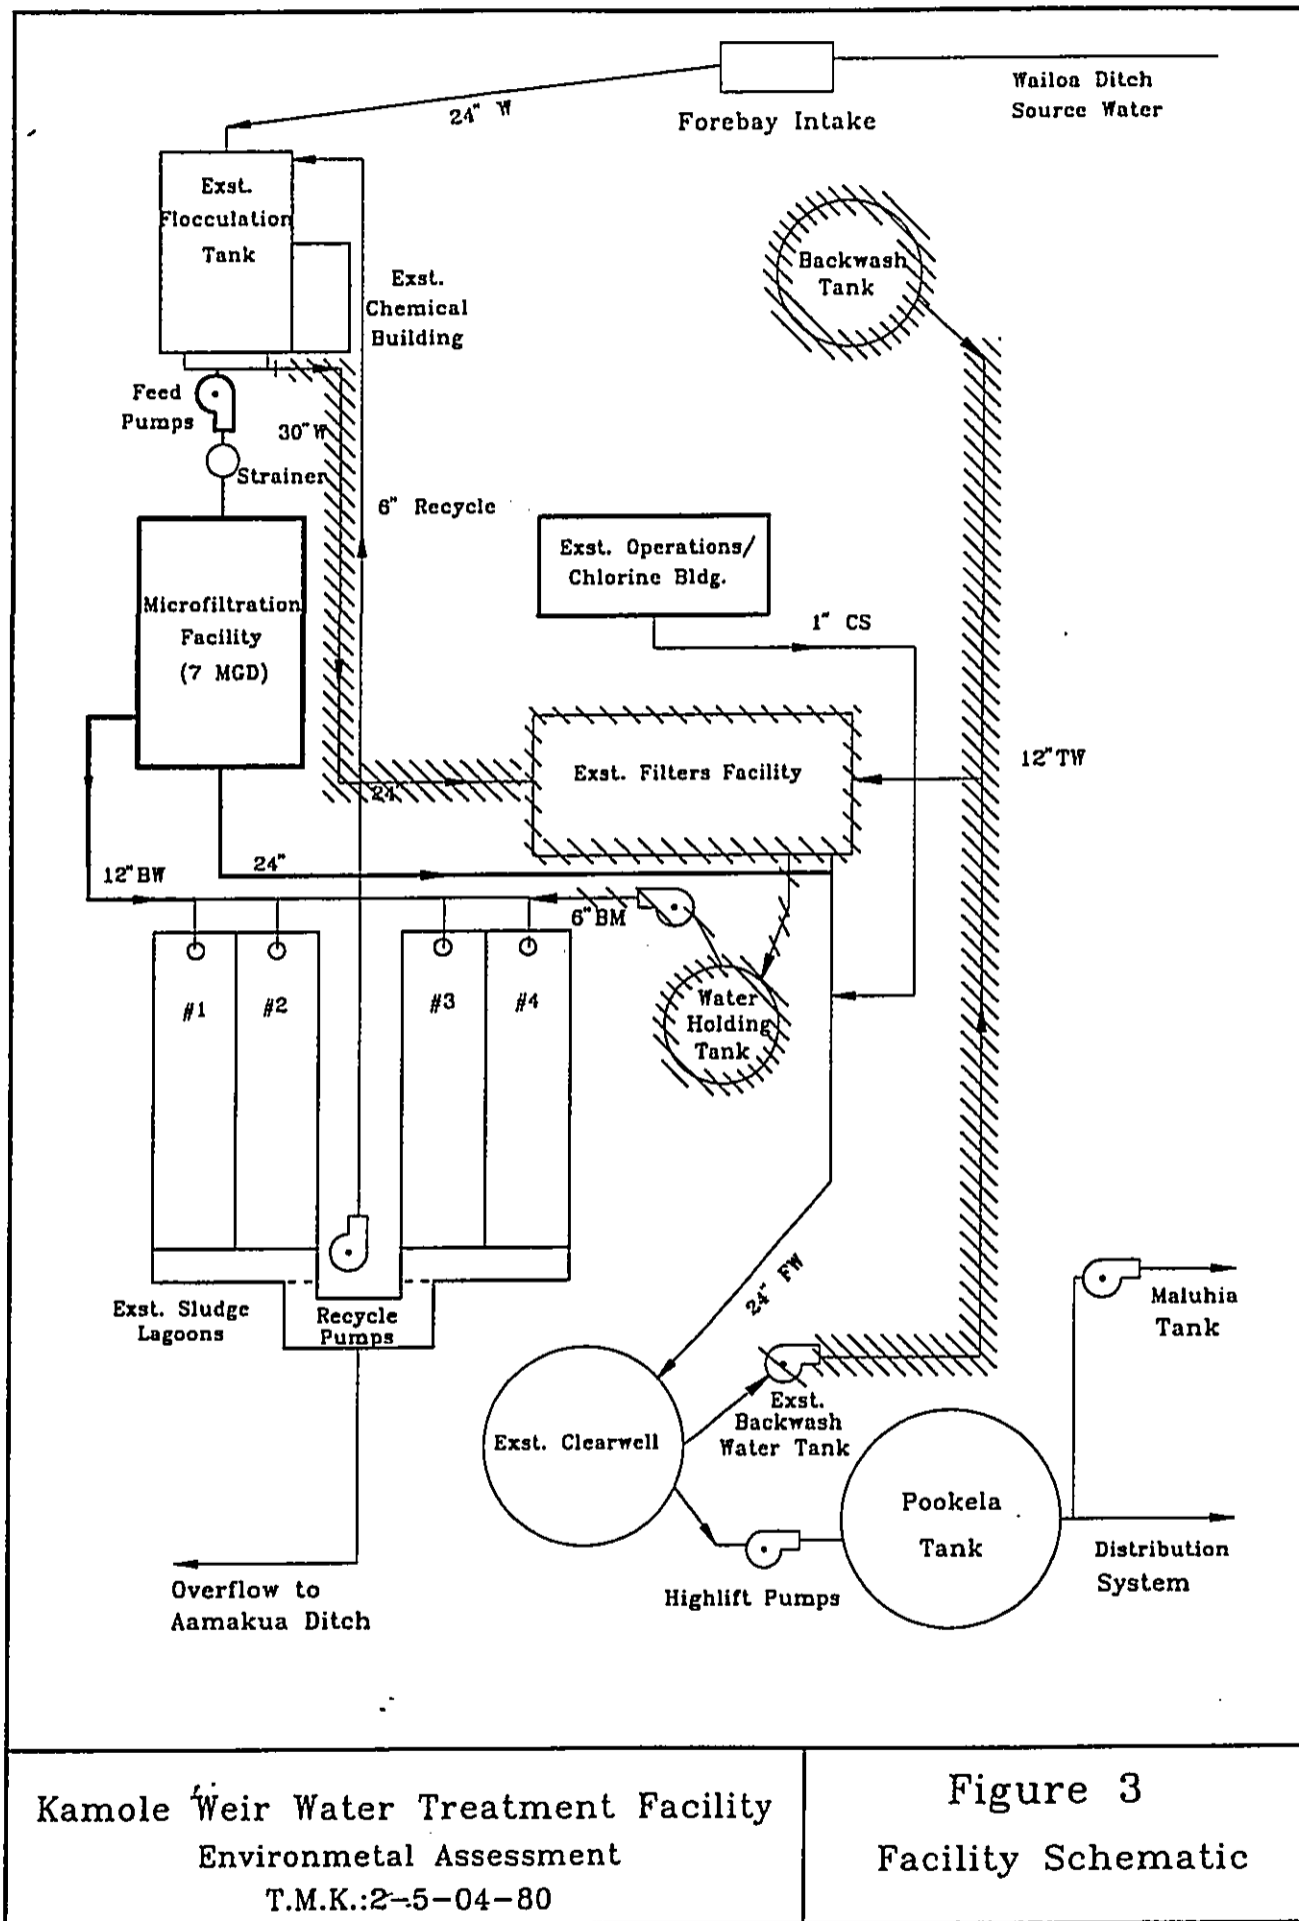 Wailoa Ditch
Source Water
Forebay Intake
24" W
Exst.
Flocculation
Tank
Exst.
Chemical
Building
Backwash
Tank
Feed
Pumps
30"W
Strainer
6" Recycle
Exst. Operations/
Chlorine Bldg.
1" CS
Microfiltration
Facility
(7 MGD)
12"TW
Exst. Filters Facility
24"
12"BW
24"
6"BM
#1
#2
#3
#4
Water
Holding
Tank
24" FW
Exst. Sludge
Lagoons
Recycle
Pumps
Maluhia
Tank
Exst.
Backwash
Water Tank
Exst. Clearwell
Pookela
Tank
Distribution
System
Highlift Pumps
Overflow to
Aamakua Ditch
Kamole Weir Water Treatment Facility
Environmetal Assessment
T.M.K.:2-5-04-80
Figure 3
Facility Schematic